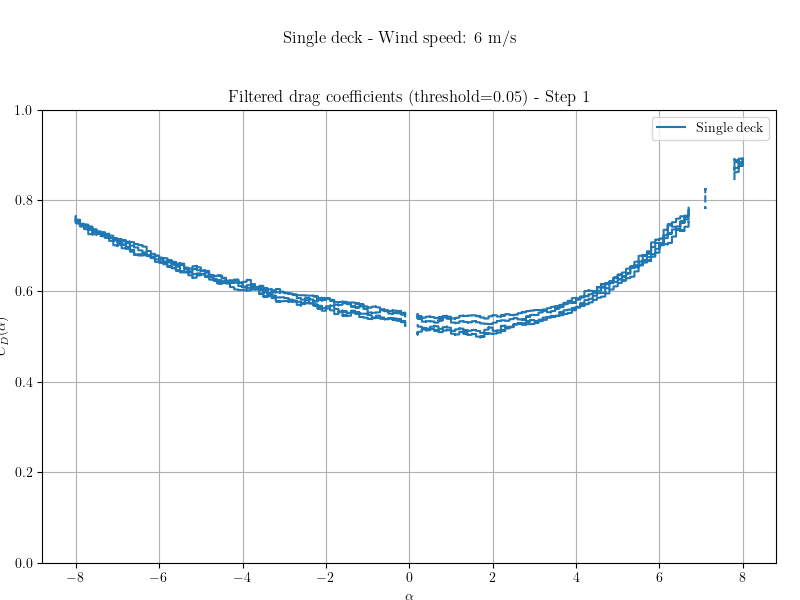 Single deck - Wind speed: 6 m/s
Filtered drag coefficients (threshold=0.05) - Step 1
Single deck
1.0
0.8
0.6
0.4
0.2
0.0
C_D(α)
−8 −6 −4 −2 0 2 4 6 8
α